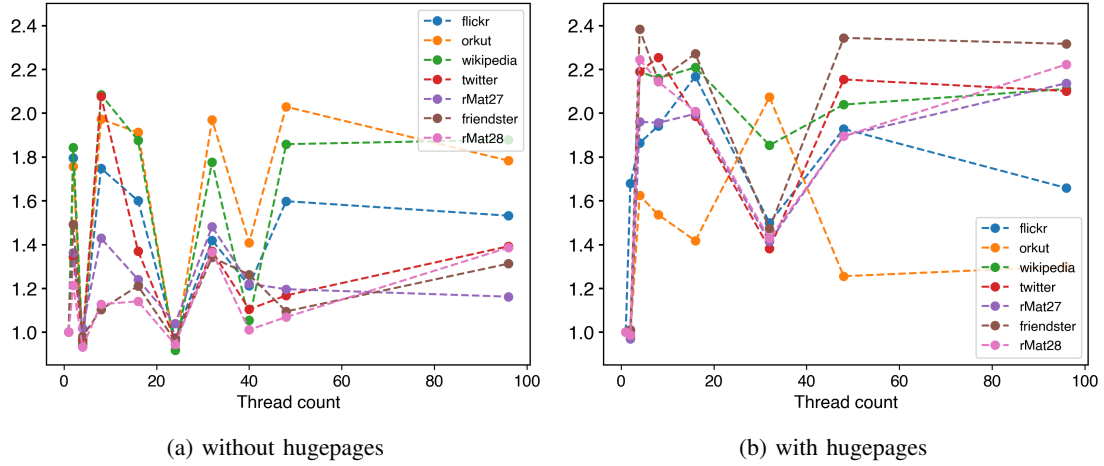 2.4
2.2
2.0
1.8
1.6
1.4
1.2
1.0
0 20 40 60 80 100
Thread count
flickr
orkut
wikipedia
twitter
rMat27
friendster
rMat28
(a) without hugepages
2.4
2.2
2.0
1.8
1.6
1.4
1.2
1.0
0 20 40 60 80 100
Thread count
flickr
orkut
wikipedia
twitter
rMat27
friendster
rMat28
(b) with hugepages